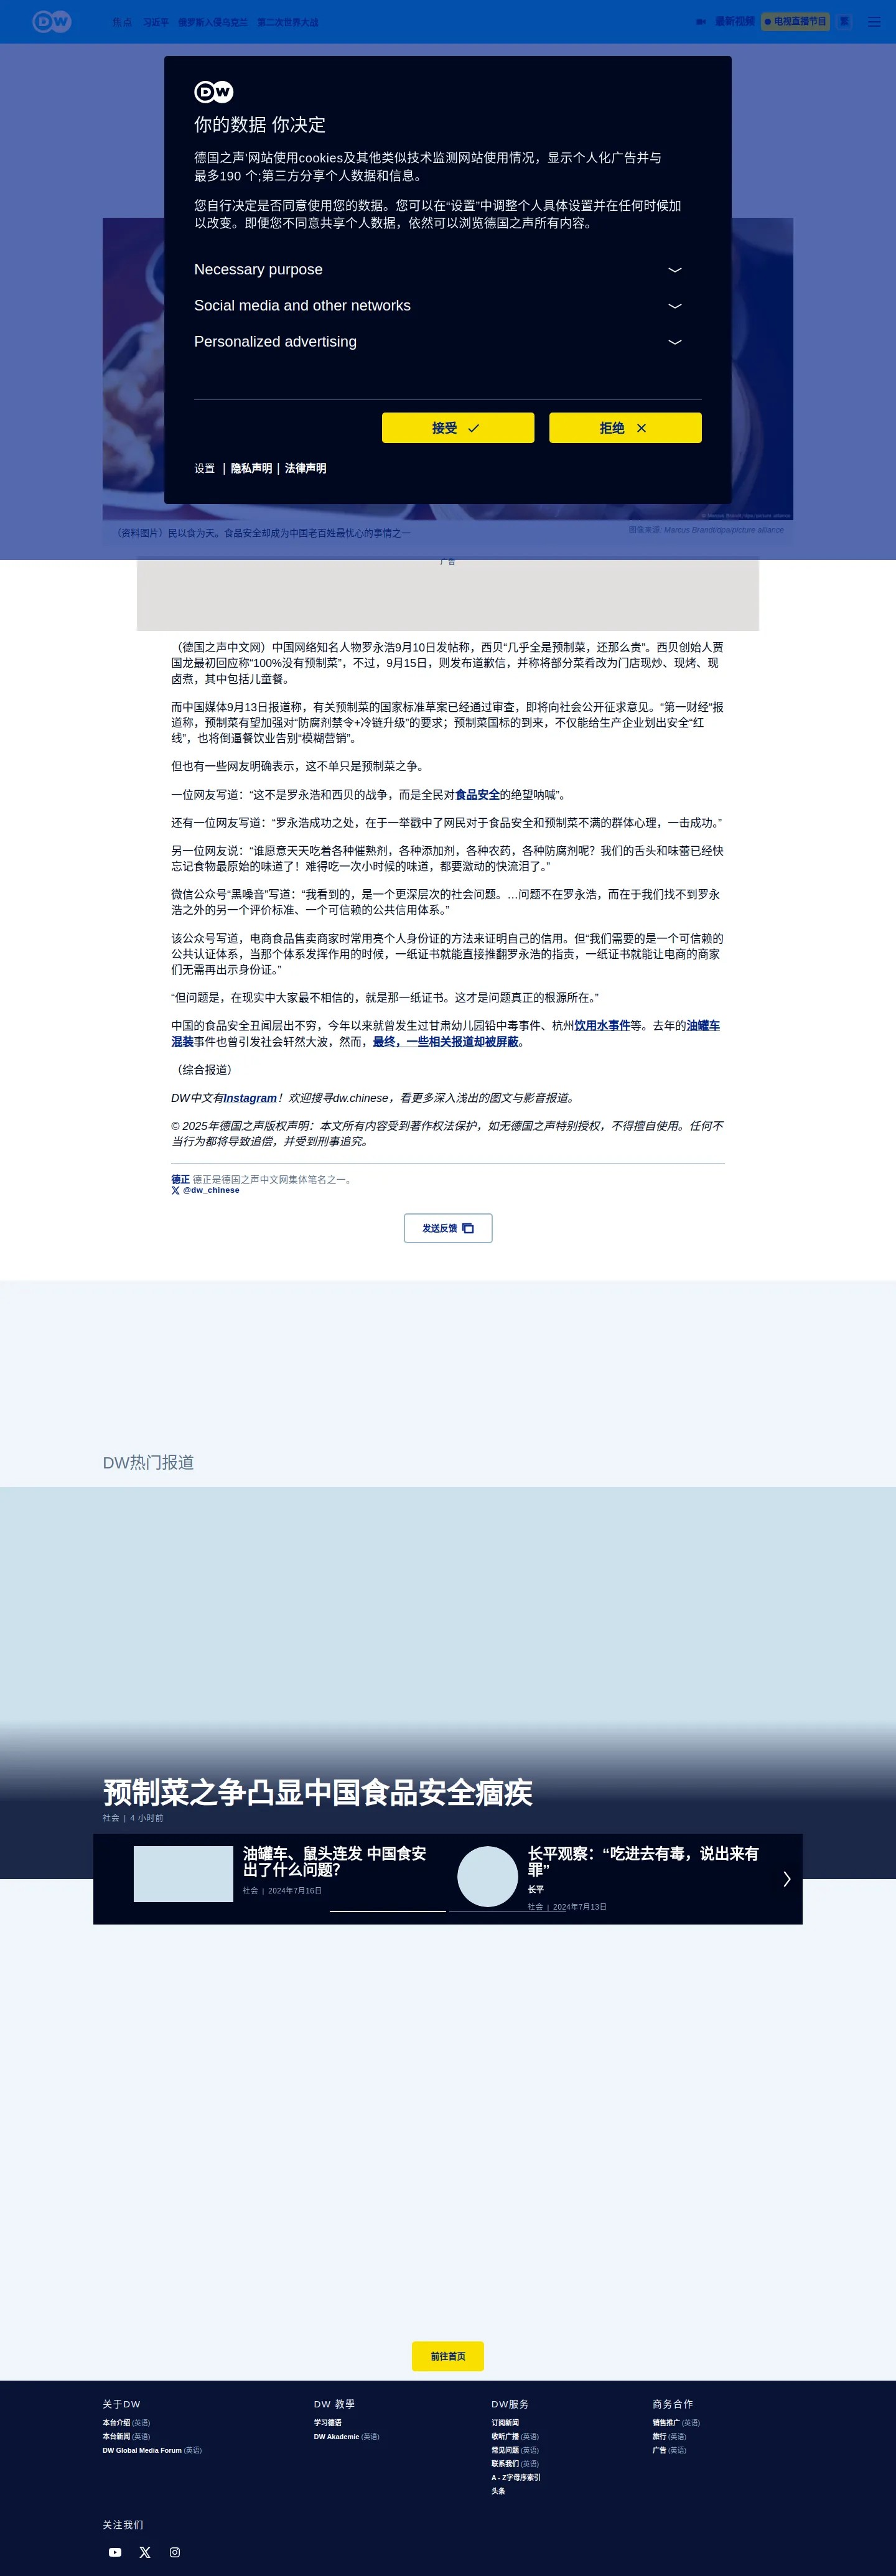 DW
焦点 习近平 俄罗斯入侵乌克兰 第二次世界大战
最新视频 电视直播节目 繁
DW
你的数据 你决定
德国之声'网站使用cookies及其他类似技术监测网站使用情况，显示个人化广告并与
最多190 个;第三方分享个人数据和信息。
您自行决定是否同意使用您的数据。您可以在“设置”中调整个人具体设置并在任何时候加
以改变。即便您不同意共享个人数据，依然可以浏览德国之声所有内容。
Necessary purpose
Social media and other networks
Personalized advertising
接受
拒绝
设置 | 隐私声明 | 法律声明
© Marcus Brandt/dpa/picture alliance
（资料图片）民以食为天。食品安全却成为中国老百姓最忧心的事情之一
图像来源: Marcus Brandt/dpa/picture alliance
广告
（德国之声中文网）中国网络知名人物罗永浩9月10日发帖称，西贝“几乎全是预制菜，还那么贵”。西贝创始人贾
国龙最初回应称“100%没有预制菜”，不过，9月15日，则发布道歉信，并称将部分菜肴改为门店现炒、现烤、现
卤煮，其中包括儿童餐。
而中国媒体9月13日报道称，有关预制菜的国家标准草案已经通过审查，即将向社会公开征求意见。“第一财经“报
道称，预制菜有望加强对“防腐剂禁令+冷链升级”的要求；预制菜国标的到来，不仅能给生产企业划出安全“红
线”，也将倒逼餐饮业告别“模糊营销”。
但也有一些网友明确表示，这不单只是预制菜之争。
一位网友写道：“这不是罗永浩和西贝的战争，而是全民对食品安全的绝望呐喊”。
还有一位网友写道：“罗永浩成功之处，在于一举戳中了网民对于食品安全和预制菜不满的群体心理，一击成功。”
另一位网友说：“谁愿意天天吃着各种催熟剂，各种添加剂，各种农药，各种防腐剂呢？我们的舌头和味蕾已经快
忘记食物最原始的味道了！难得吃一次小时候的味道，都要激动的快流泪了。”
微信公众号“黑噪音”写道：“我看到的，是一个更深层次的社会问题。…问题不在罗永浩，而在于我们找不到罗永
浩之外的另一个评价标准、一个可信赖的公共信用体系。”
该公众号写道，电商食品售卖商家时常用亮个人身份证的方法来证明自己的信用。但“我们需要的是一个可信赖的
公共认证体系，当那个体系发挥作用的时候，一纸证书就能直接推翻罗永浩的指责，一纸证书就能让电商的商家
们无需再出示身份证。”
“但问题是，在现实中大家最不相信的，就是那一纸证书。这才是问题真正的根源所在。”
中国的食品安全丑闻层出不穷，今年以来就曾发生过甘肃幼儿园铅中毒事件、杭州饮用水事件等。去年的油罐车
混装事件也曾引发社会轩然大波，然而，最终，一些相关报道却被屏蔽。
（综合报道）
DW中文有Instagram！欢迎搜寻dw.chinese，看更多深入浅出的图文与影音报道。
© 2025年德国之声版权声明：本文所有内容受到著作权法保护，如无德国之声特别授权，不得擅自使用。任何不
当行为都将导致追偿，并受到刑事追究。
德正 德正是德国之声中文网集体笔名之一。
@dw_chinese
发送反馈
DW热门报道
预制菜之争凸显中国食品安全痼疾
社会 | 4 小时前
油罐车、鼠头连发 中国食安
出了什么问题？
社会 | 2024年7月16日
长平观察：“吃进去有毒，说出来有
罪”
长平
社会 | 2024年7月13日
前往首页
关于DW
本台介绍 (英语)
本台新闻 (英语)
DW Global Media Forum (英语)
DW 教學
学习德语
DW Akademie (英语)
DW服务
订阅新闻
收听广播 (英语)
常见问题 (英语)
联系我们 (英语)
A - Z字母序索引
头条
商务合作
销售推广 (英语)
旅行 (英语)
广告 (英语)
关注我们